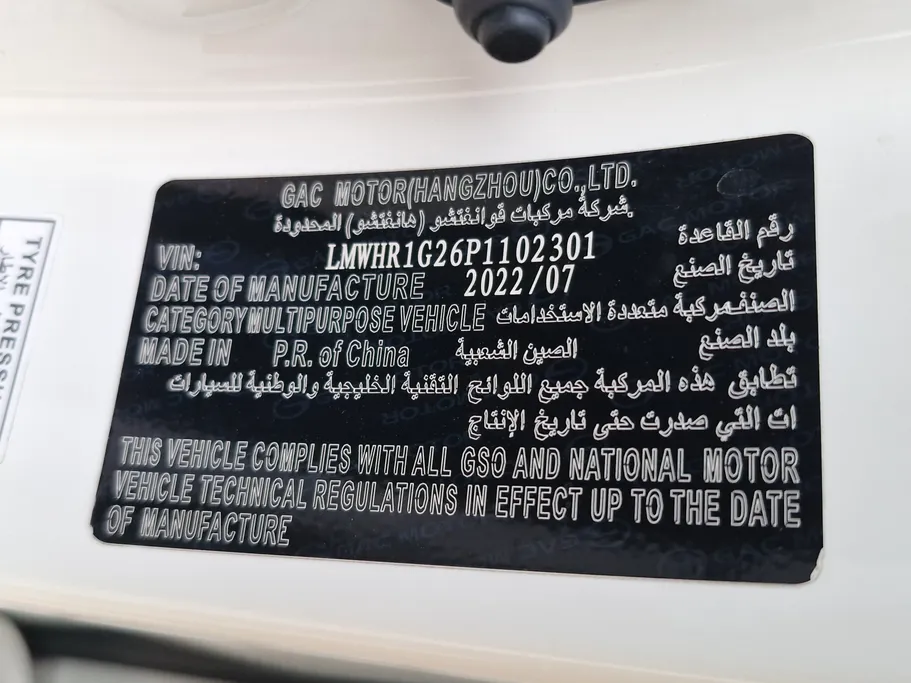 GAC MOTOR(HANGZHOU)CO.,LTD.
شركة مركبات قوانغتشو (هانغتشو) المحدودة.
VIN: LMWHR1G26P1102301 رقم القاعدة
DATE OF MANUFACTURE 2022/07 تاريخ الصنع
CATEGORY MULTIPURPOSE VEHICLE الصنف:مركبة متعددة الاستخدامات
MADE IN P.R. of China الصين الشعبية بلد الصنع
تطابق هذه المركبة جميع اللوائح التقنية الخليجية والوطنية للسيارات
ات التي صدرت حتى تاريخ الإنتاج
THIS VEHICLE COMPLIES WITH ALL GSO AND NATIONAL MOTOR
VEHICLE TECHNICAL REGULATIONS IN EFFECT UP TO THE DATE
OF MANUFACTURE
TYRE